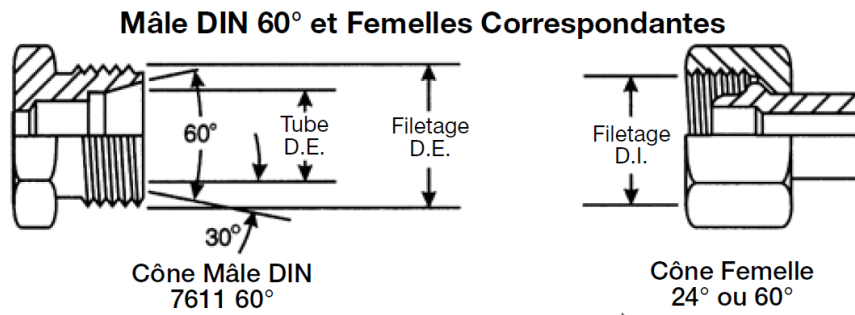 Mâle DIN 60° et Femelles Correspondantes
60°
Tube
D.E.
Filetage
D.E.
30°
Filetage
D.I.
Cône Mâle DIN
7611 60°
Cône Femelle
24° ou 60°